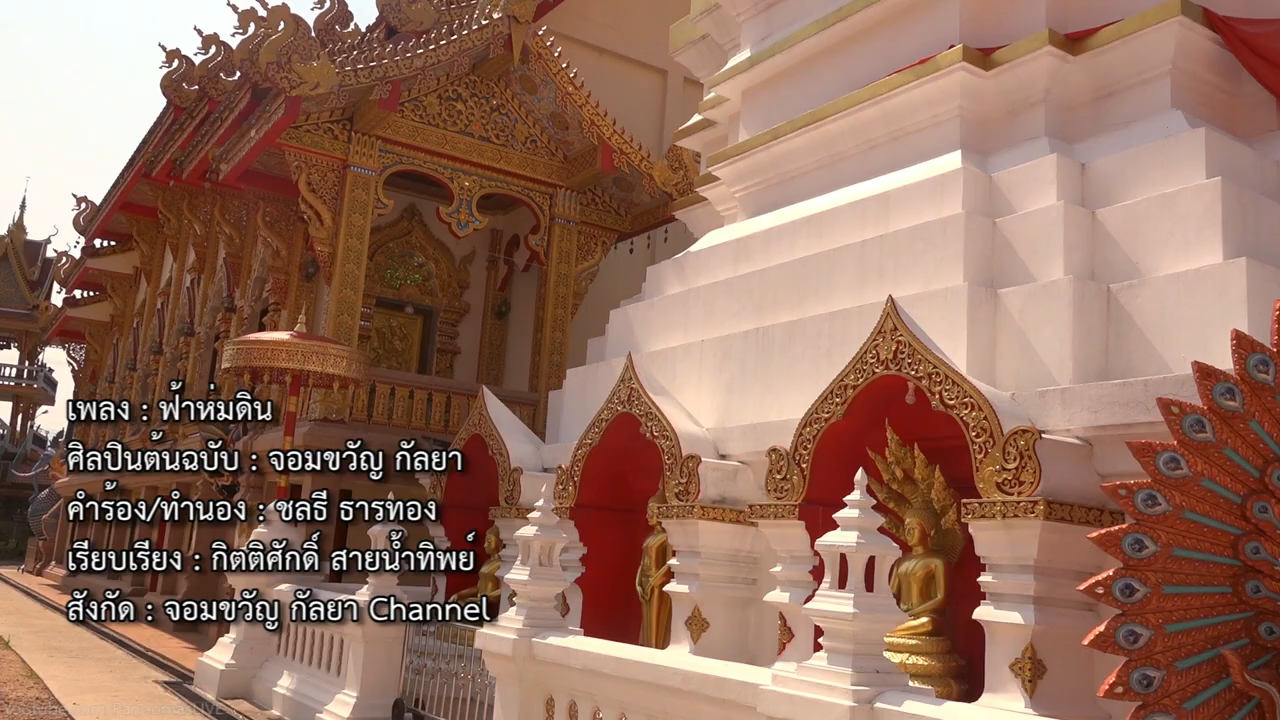 เพลง : ฟ้าห่มดิน
ศิลปินต้นฉบับ : จอมขวัญ กัลยา
คำร้อง/ทำนอง : ชลธี ธารทอง
เรียบเรียง : กิตติศักดิ์ สายน้ำทิพย์
สังกัด : จอมขวัญ กัลยา Channel